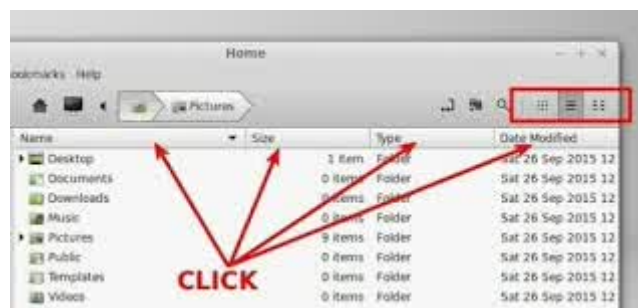 Home
ookmarks Help
Pictures
Name Size Type Date Modified
Desktop 1 item Folder Sat 26 Sep 2015 12
Documents 0 items Folder Sat 26 Sep 2015 12
Downloads 0 items Folder Sat 26 Sep 2015 12
Music 0 items Folder Sat 26 Sep 2015 12
Pictures 9 items Folder Sat 26 Sep 2015 12
Public 0 items Folder Sat 26 Sep 2015 12
Templates 0 items Folder Sat 26 Sep 2015 12
Videos 0 items Folder Sat 26 Sep 2015 12
CLICK